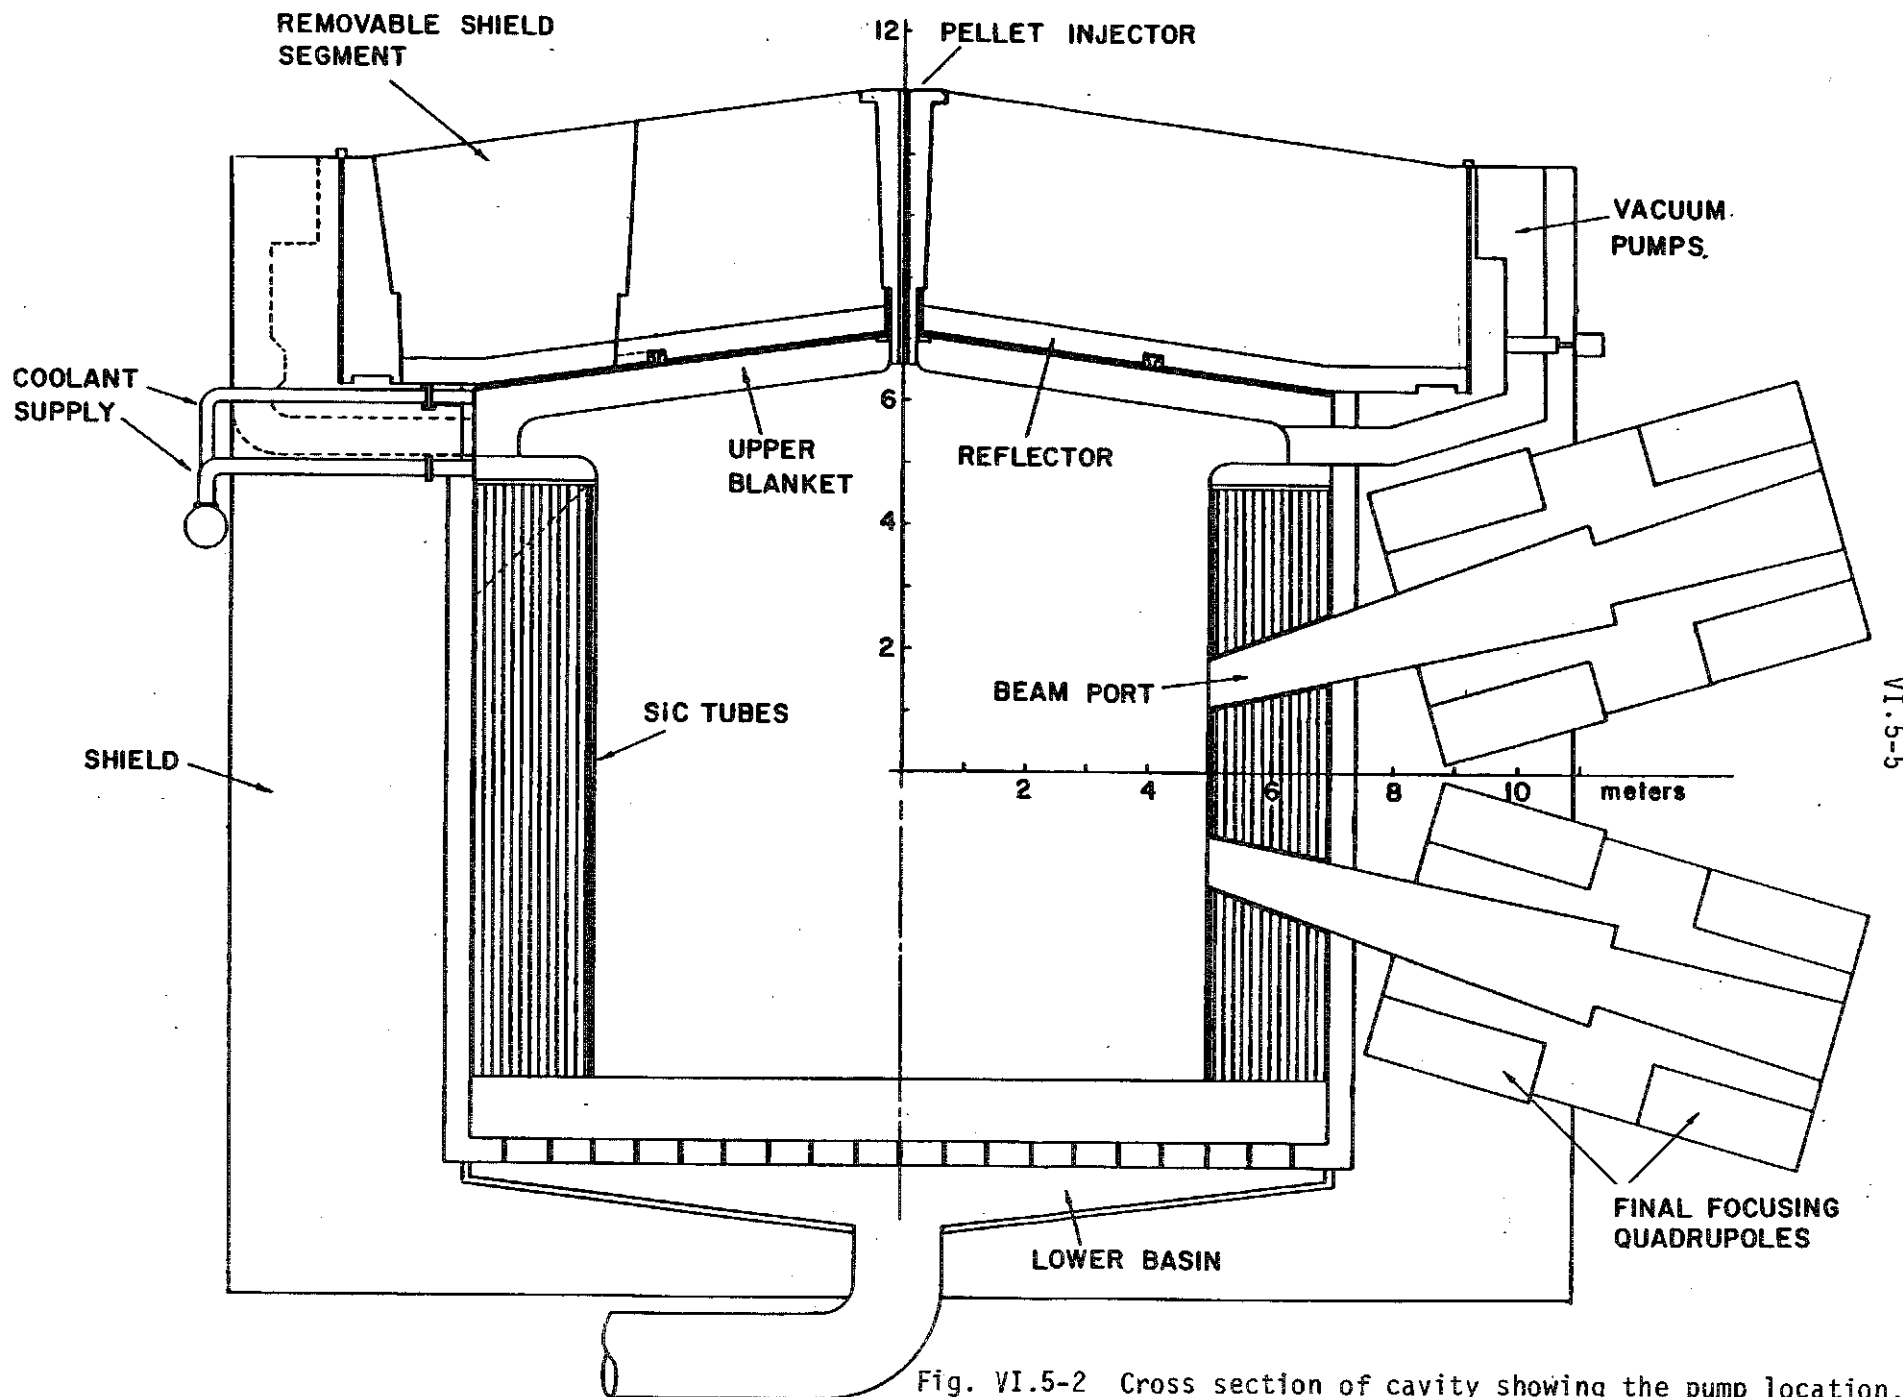 REMOVABLE SHIELD
SEGMENT
12
PELLET INJECTOR
VACUUM
PUMPS.
COOLANT
SUPPLY
6
UPPER
BLANKET
REFLECTOR
4
2
BEAM PORT
SiC TUBES
SHIELD
2
4
6
8
10
meters
VI.5-5
FINAL FOCUSING
QUADRUPOLES
LOWER BASIN
Fig. VI.5-2 Cross section of cavity showing the pump location.